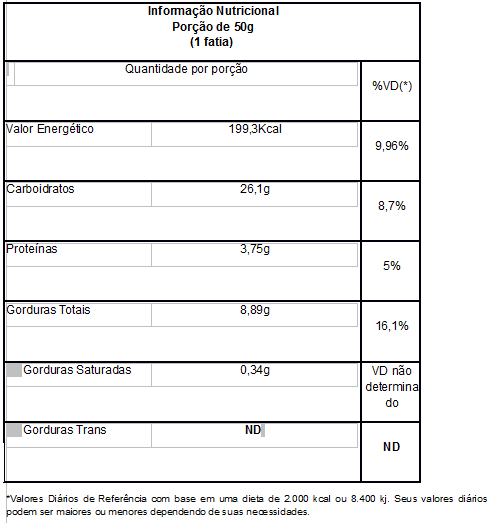 Informação Nutricional
Porção de 50g
(1 fatia)
Quantidade por porção
%VD(*)
Valor Energético
199,3Kcal
9,96%
Carboidratos
26,1g
8,7%
Proteínas
3,75g
5%
Gorduras Totais
8,89g
16,1%
Gorduras Saturadas
0,34g
VD não
determina
do
Gorduras Trans
ND
ND
*Valores Diários de Referência com base em uma dieta de 2.000 kcal ou 8.400 kj. Seus valores diários
podem ser maiores ou menores dependendo de suas necessidades.